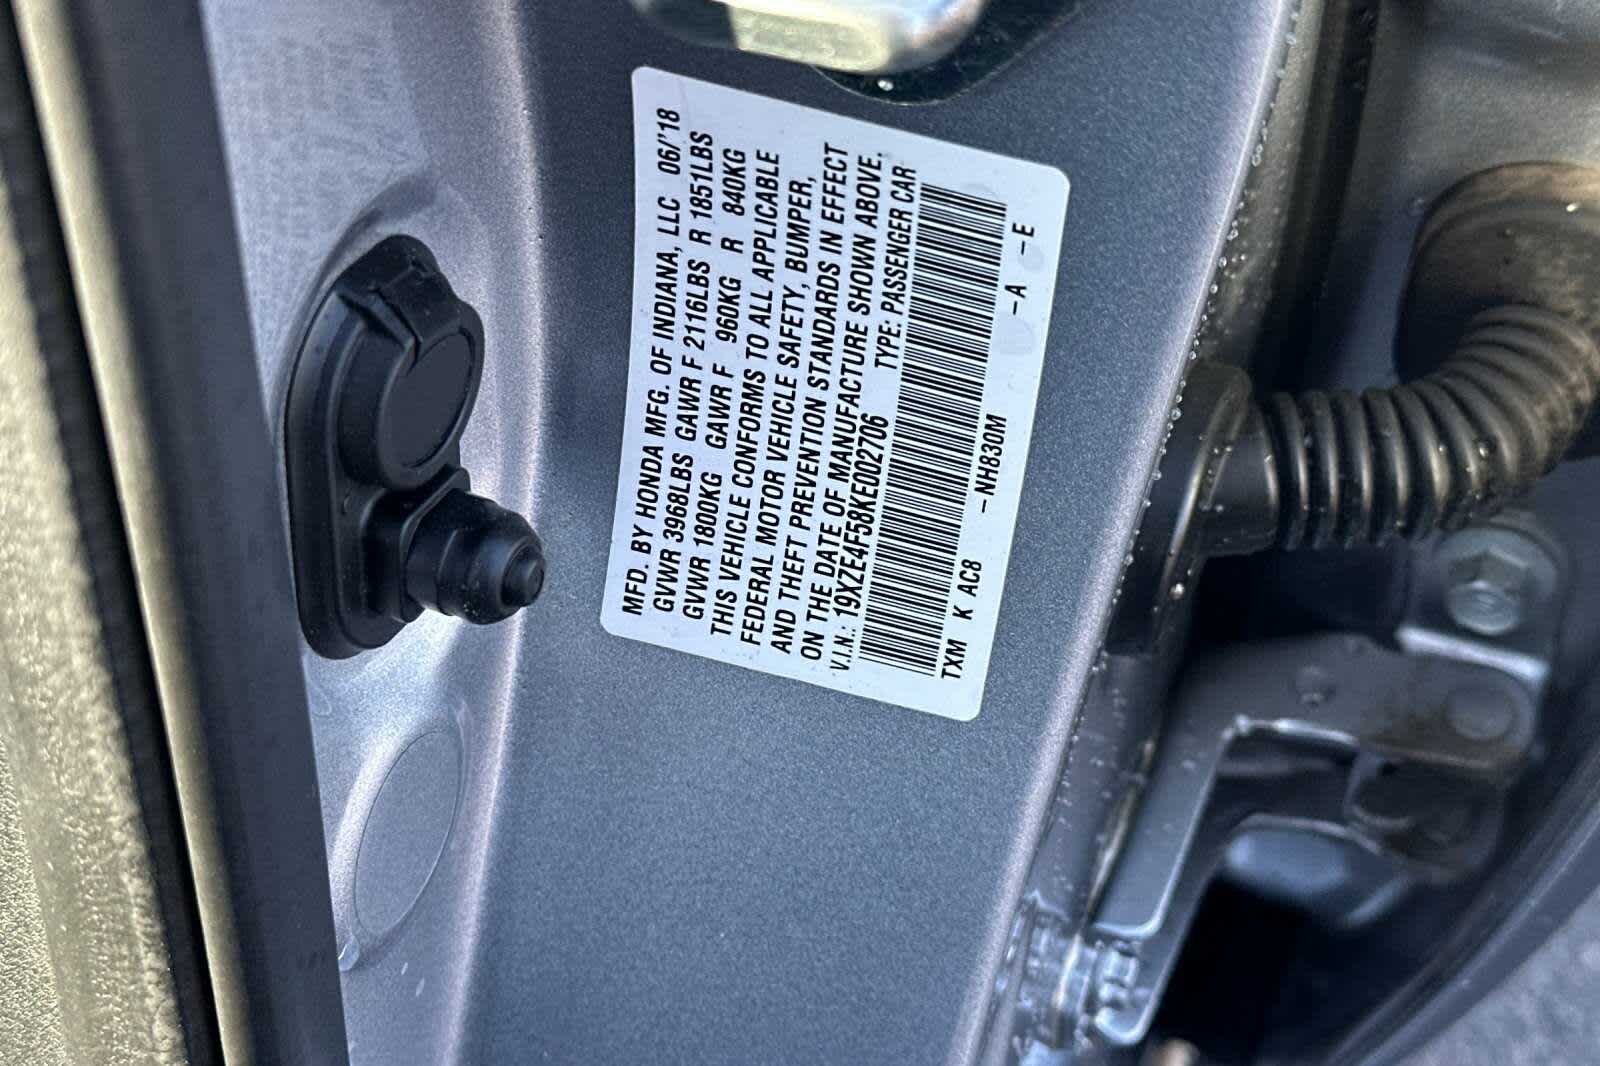 MFD. BY HONDA MFG. OF INDIANA, LLC 06/'18
GVWR 3968LBS GAWR F 2116LBS R 1851LBS
GVWR 1800KG GAWR F 960KG R 840KG
THIS VEHICLE CONFORMS TO ALL APPLICABLE
FEDERAL MOTOR VEHICLE SAFETY, BUMPER,
AND THEFT PREVENTION STANDARDS IN EFFECT
ON THE DATE OF MANUFACTURE SHOWN ABOVE.
V.I.N.: 19XZE4F58KE002706 TYPE: PASSENGER CAR
TXM K AC8 -NH830M -A -E